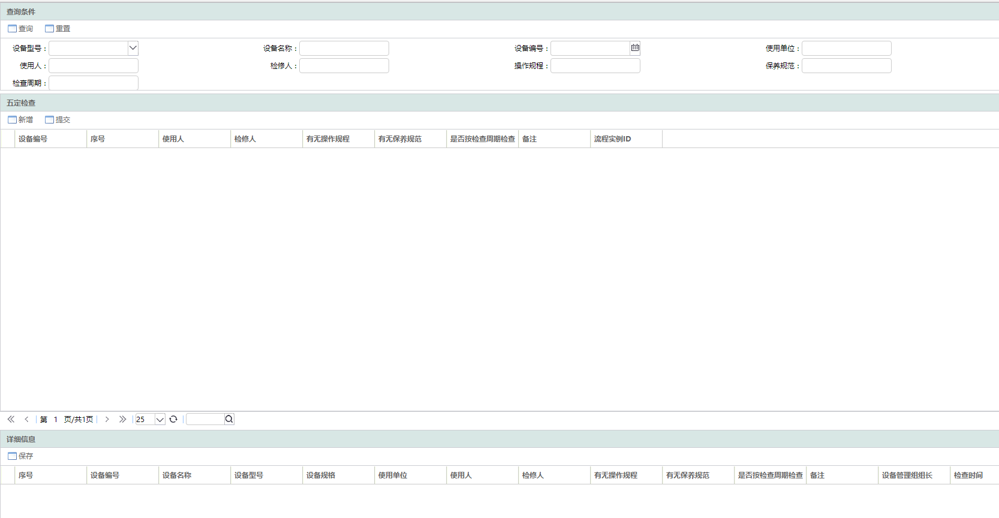 查询条件
查询 重置
设备型号： 设备名称： 设备编号： 使用单位：
使用人： 检修人： 操作规程： 保养规范：
检查周期：
五定检查
新增 提交
设备编号 序号 使用人 检修人 有无操作规程 有无保养规范 是否按检查周期检查 备注 流程实例ID
第 1 页/共1页 25
详细信息
保存
序号 设备编号 设备名称 设备型号 设备规格 使用单位 使用人 检修人 有无操作规程 有无保养规范 是否按检查周期检查 备注 设备管理组组长 检查时间